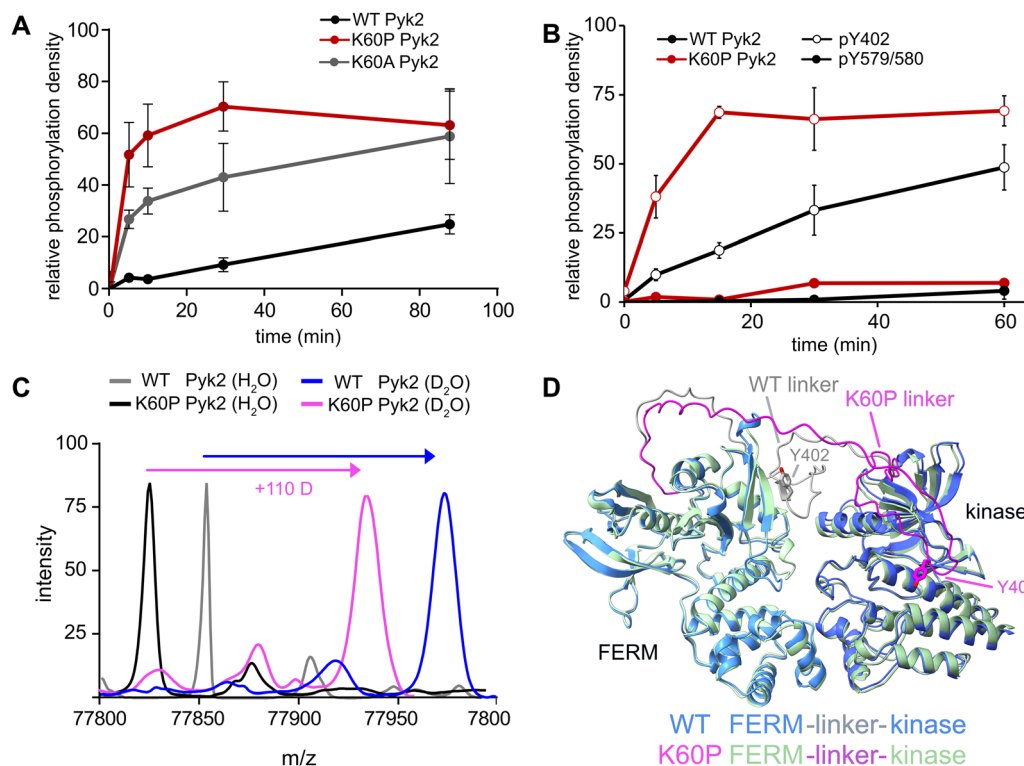 A
WT Pyk2
K60P Pyk2
K60A Pyk2
relative phosphorylation density
100
80
60
40
20
0
0 20 40 60 80 100
time (min)
B
WT Pyk2 pY402
K60P Pyk2 pY579/580
relative phosphorylation density
100
75
50
25
0
0 20 40 60
time (min)
C
WT Pyk2 (H2O) WT Pyk2 (D2O)
K60P Pyk2 (H2O) K60P Pyk2 (D2O)
intensity
100
75
50
25
+110 D
77800 77850 77900 77950 7800
m/z
D
WT linker
K60P linker
Y402
kinase
Y40
FERM
WT FERM-linker-kinase
K60P FERM-linker-kinase